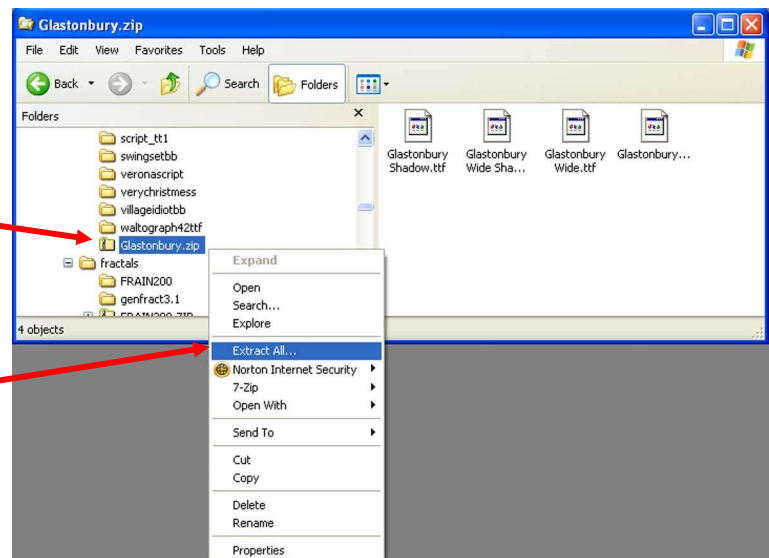 Glastonbury.zip
File Edit View Favorites Tools Help
Back Search Folders
Folders
script_tt1
swingsetbb
veronascript
verychristmess
villageidiotbb
waltograph42ttf
Glastonbury.zip
fractals
FRAIN200
genfract3.1
FRAIN200.ZIP
Glastonbury Shadow.ttf
Glastonbury Wide Sha...
Glastonbury Wide.ttf
Glastonbury...
Expand
Open
Search...
Explore
Extract All...
Norton Internet Security
7-Zip
Open With
Send To
Cut
Copy
Delete
Rename
Properties
4 objects